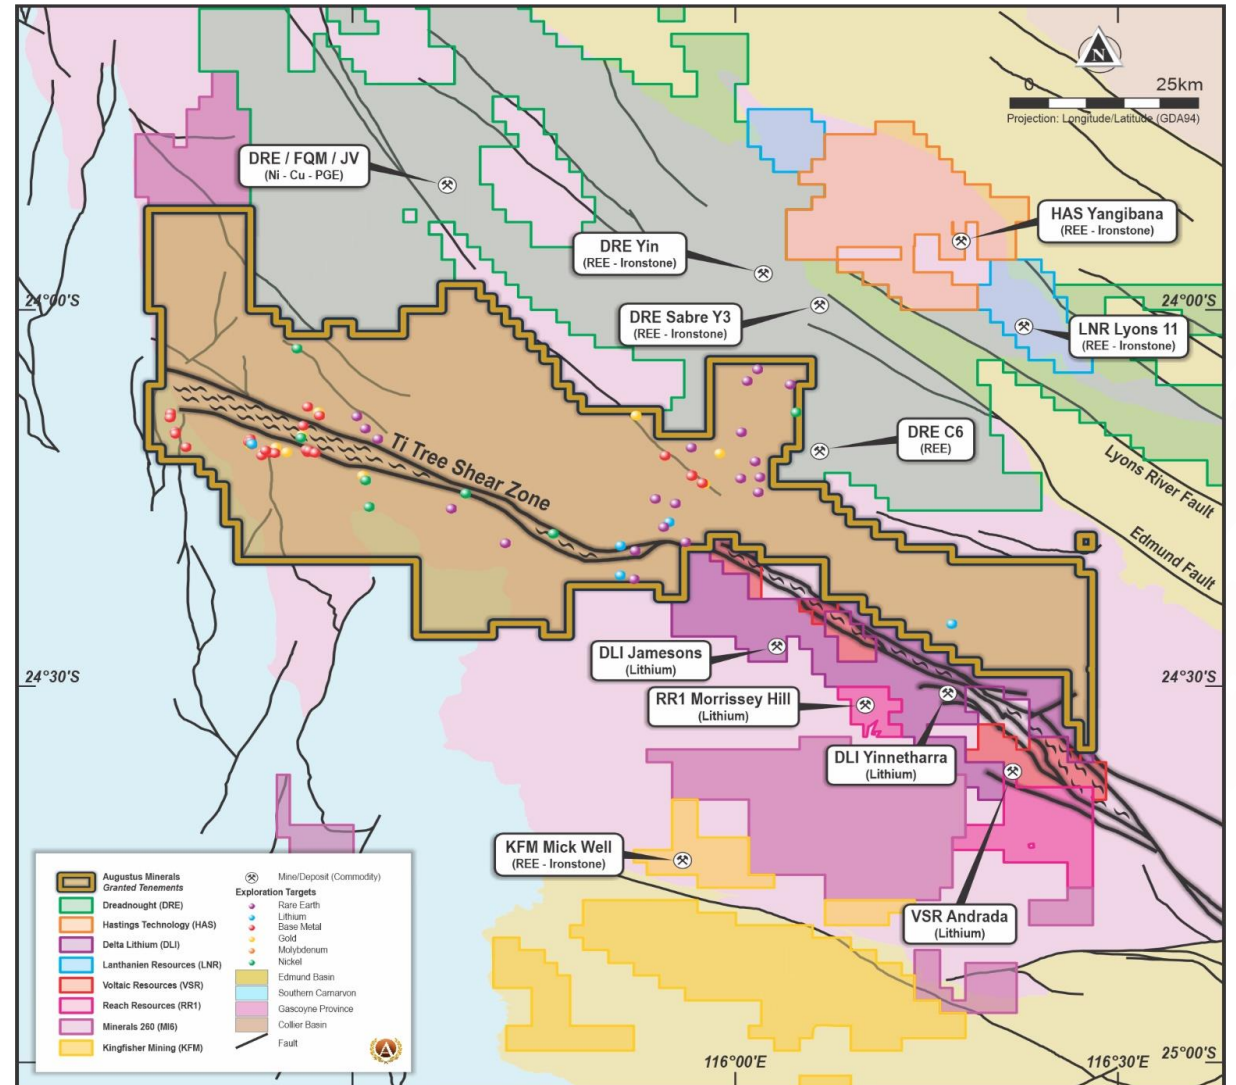 N
0 25km
Projection: Longitude/Latitude (GDA94)
DRE / FQM / JV
(Ni - Cu - PGE)
HAS Yangibana
(REE - Ironstone)
DRE Yin
(REE - Ironstone)
24°00'S
24°00'S
DRE Sabre Y3
(REE - Ironstone)
LNR Lyons 11
(REE - Ironstone)
Ti Tree Shear Zone
DRE C6
(REE)
Lyons River Fault
Edmund Fault
DLI Jamesons
(Lithium)
24°30'S
24°30'S
RR1 Morrissey Hill
(Lithium)
DLI Yinnetharra
(Lithium)
KFM Mick Well
(REE - Ironstone)
VSR Andrada
(Lithium)
Augustus Minerals
Granted Tenements
Dreadnought (DRE)
Hastings Technology (HAS)
Delta Lithium (DLI)
Lanthanien Resources (LNR)
Voltaic Resources (VSR)
Reach Resources (RR1)
Minerals 260 (MI6)
Kingfisher Mining (KFM)
Mine/Deposit (Commodity)
Exploration Targets
Rare Earth
Lithium
Base Metal
Gold
Molybdenum
Nickel
Edmund Basin
Southern Carnarvon
Gascoyne Province
Collier Basin
Fault
A
116°00'E
116°30'E
25°00'S